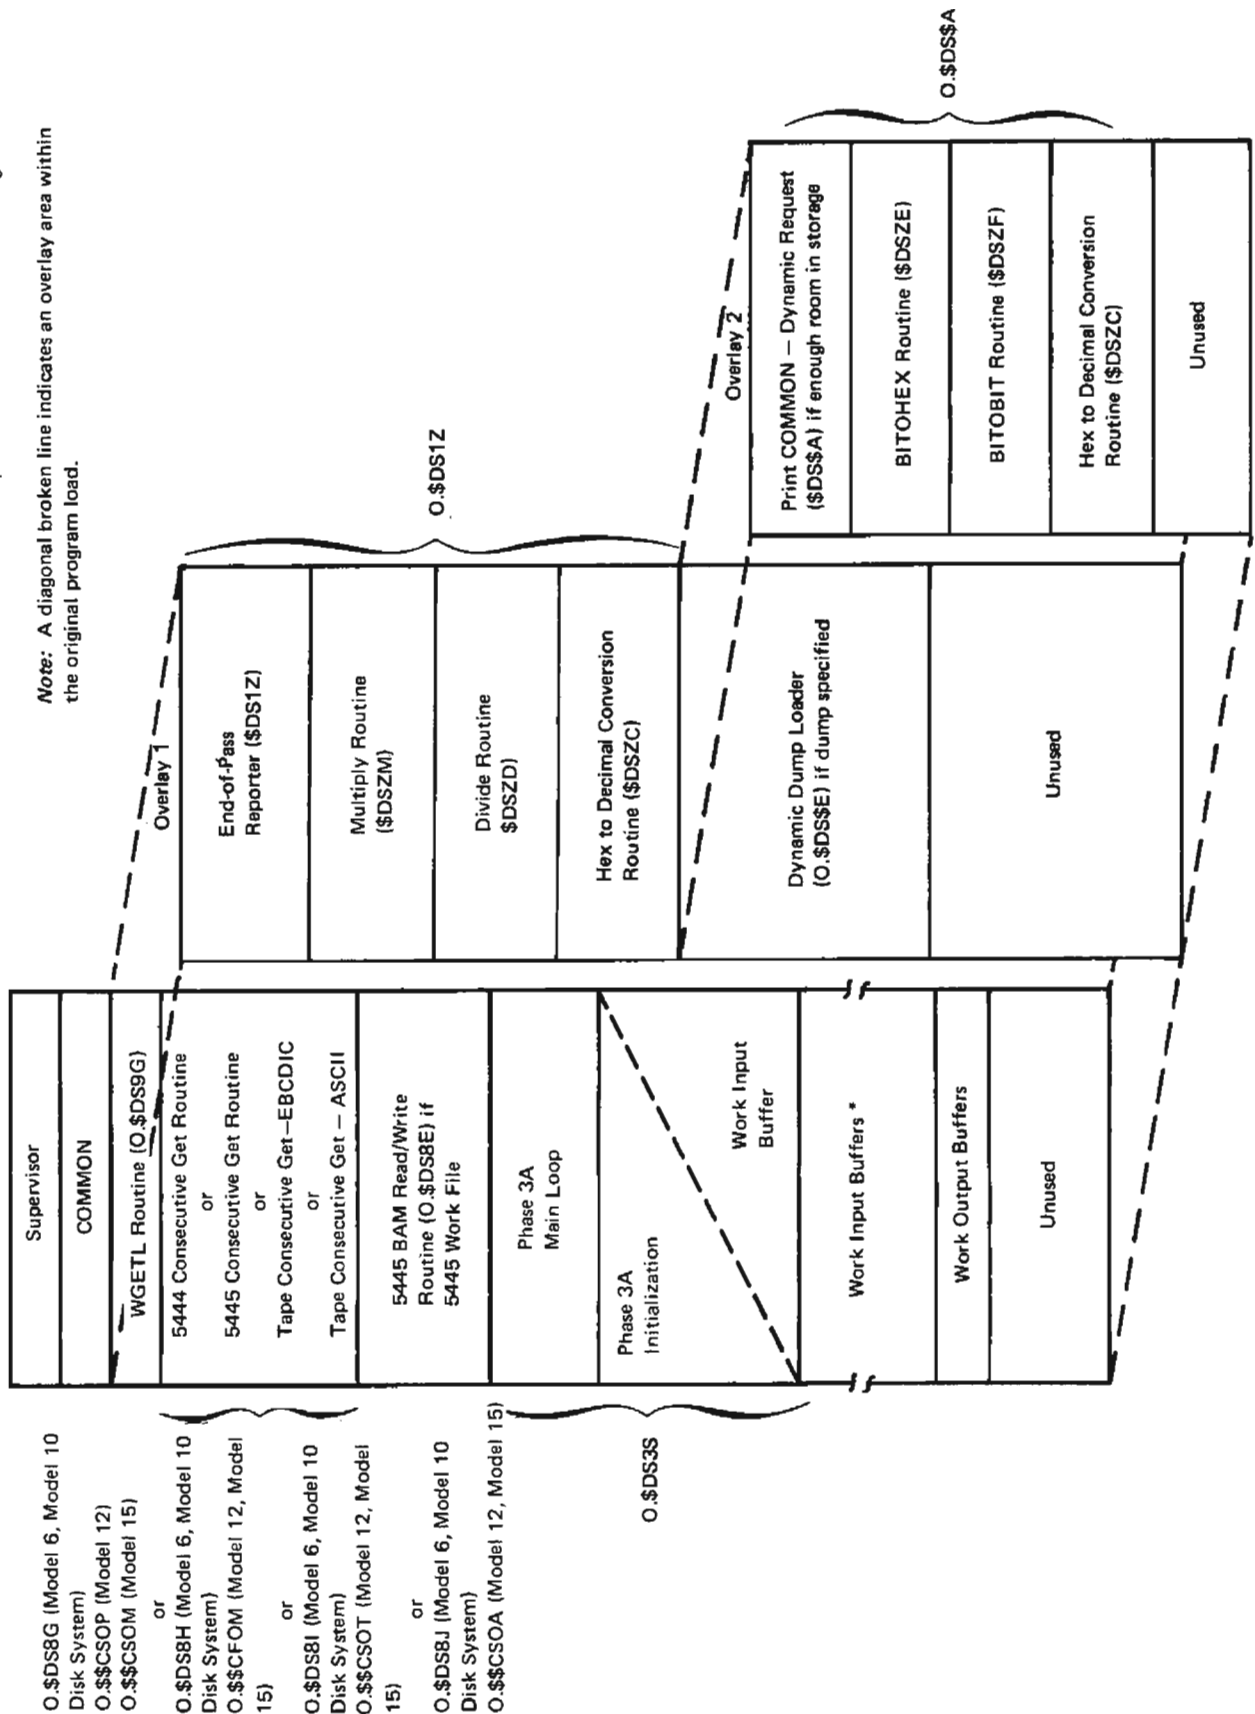 Note: A diagonal broken line indicates an overlay area within
the original program load.
O.$DS8G (Model 6, Model 10
Disk System)
O.$$CSOP (Model 12)
O.$$CSOM (Model 15)
or
O.$DS8H (Model 6, Model 10
Disk System)
O.$$CFOM (Model 12, Model
15)
or
O.$DS8I (Model 6, Model 10
Disk System)
O.$$CSOT (Model 12, Model
15)
or
O.$DS8J (Model 6, Model 10
Disk System)
O.$$CSOA (Model 12, Model 15)
O.$DS3S
Supervisor
COMMON
WGETL Routine (O.$DS9G)
5444 Consecutive Get Routine
or
5445 Consecutive Get Routine
or
Tape Consecutive Get—EBCDIC
or
Tape Consecutive Get — ASCII
5445 BAM Read/Write
Routine (O.$DS8E) if
5445 Work File
Phase 3A
Main Loop
Phase 3A
Initialization
Work Input
Buffer
Work Input Buffers *
Work Output Buffers
Unused
Overlay 1
End-of-Pass
Reporter ($DS1Z)
Multiply Routine
($DSZM)
Divide Routine
$DSZD)
Hex to Decimal Conversion
Routine ($DSZC)
Dynamic Dump Loader
(O.$DS$E) if dump specified
Unused
O.$DS1Z
Overlay 2
Print COMMON — Dynamic Request
($DS$A) if enough room in storage
BITOHEX Routine ($DSZE)
BITOBIT Routine ($DSZF)
Hex to Decimal Conversion
Routine ($DSZC)
Unused
O.$DS$A